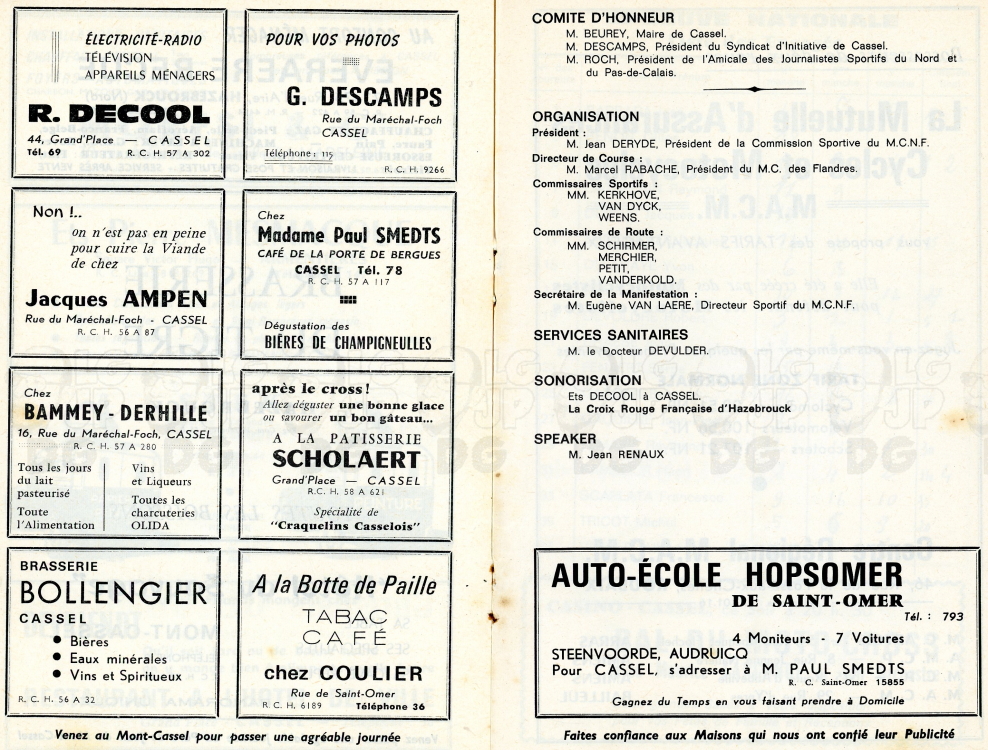 ÉLECTRICITÉ-RADIO
TÉLÉVISION
APPAREILS MÉNAGERS
R. DECOOL
44, Grand'Place — CASSEL
Tél. 69 R. C. H. 57 A 302
POUR VOS PHOTOS
G. DESCAMPS
Rue du Maréchal-Foch
CASSEL
Téléphone : 115
R. C. H. 9266
Non !..
on n'est pas en peine
pour cuire la Viande
de chez
Jacques AMPEN
Rue du Maréchal-Foch - CASSEL
R. C. H. 56 A 87
Chez
Madame Paul SMEDTS
CAFÉ DE LA PORTE DE BERGUES
CASSEL Tél. 78
R. C. H. 57 A 117
Dégustation des
BIÈRES DE CHAMPIGNEULLES
Chez
BAMMEY - DERHILLE
16, Rue du Maréchal-Foch, CASSEL
R. C. H. 57 A 280
Tous les jours
du lait
pasteurisé
Toute
l'Alimentation
Vins
et Liqueurs
Toutes les
charcuteries
OLIDA
après le cross !
Allez déguster une bonne glace
ou savourer un bon gâteau...
A LA PATISSERIE
SCHOLAERT
Grand'Place — CASSEL
R.C. H. 58 A 621
Spécialité de
"Craquelins Casselois"
BRASSERIE
BOLLENGIER
CASSEL
• Bières
• Eaux minérales
• Vins et Spiritueux
R. C. H. 56 A 32
A la Botte de Paille
TABAC
CAFÉ
chez COULIER
Rue de Saint-Omer
R. C. H. 6189 Téléphone 36
Venez au Mont-Cassel pour passer une agréable journée
COMITE D'HONNEUR
M. BEUREY, Maire de Cassel.
M. DESCAMPS, Président du Syndicat d'Initiative de Cassel.
M. ROCH, Président de l'Amicale des Journalistes Sportifs du Nord et
du Pas-de-Calais.
ORGANISATION
Président :
M. Jean DERYDE, Président de la Commission Sportive du M.C.N.F.
Directeur de Course :
M. Marcel RABACHE, Président du M.C. des Flandres.
Commissaires Sportifs :
MM. KERKHOVE,
VAN DYCK,
WEENS.
Commissaires de Route :
MM. SCHIRMER,
MERCHIER,
PETIT,
VANDERKOLD.
Secrétaire de la Manifestation :
M. Eugène VAN LAERE, Directeur Sportif du M.C.N.F.
SERVICES SANITAIRES
M. le Docteur DEVULDER.
SONORISATION
Ets DECOOL à CASSEL.
La Croix Rouge Française d'Hazebrouck
SPEAKER
M. Jean RENAUX
AUTO-ÉCOLE HOPSOMER
DE SAINT-OMER
Tél. : 793
4 Moniteurs - 7 Voitures
STEENVOORDE, AUDRUICQ
Pour CASSEL, s'adresser à M. PAUL SMEDTS
R. C. Saint-Omer 15855
Gagnez du Temps en vous faisant prendre à Domicile
Faites confiance aux Maisons qui nous ont confié leur Publicité